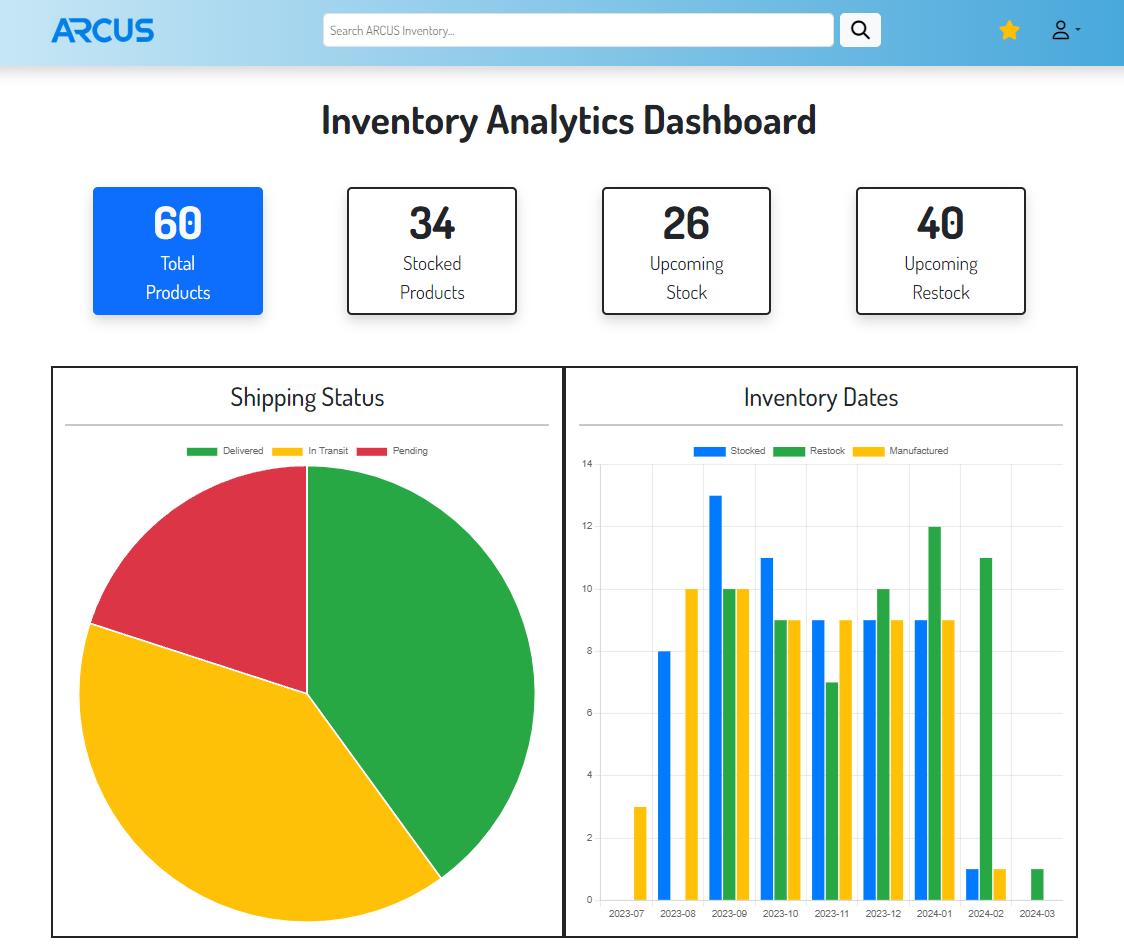 ARCUS
Search ARCUS Inventory...
Inventory Analytics Dashboard
60
Total
Products
34
Stocked
Products
26
Upcoming
Stock
40
Upcoming
Restock
Shipping Status
Delivered In Transit Pending
Inventory Dates
Stocked Restock Manufactured
14
12
10
8
6
4
2
0
2023-07 2023-08 2023-09 2023-10 2023-11 2023-12 2024-01 2024-02 2024-03